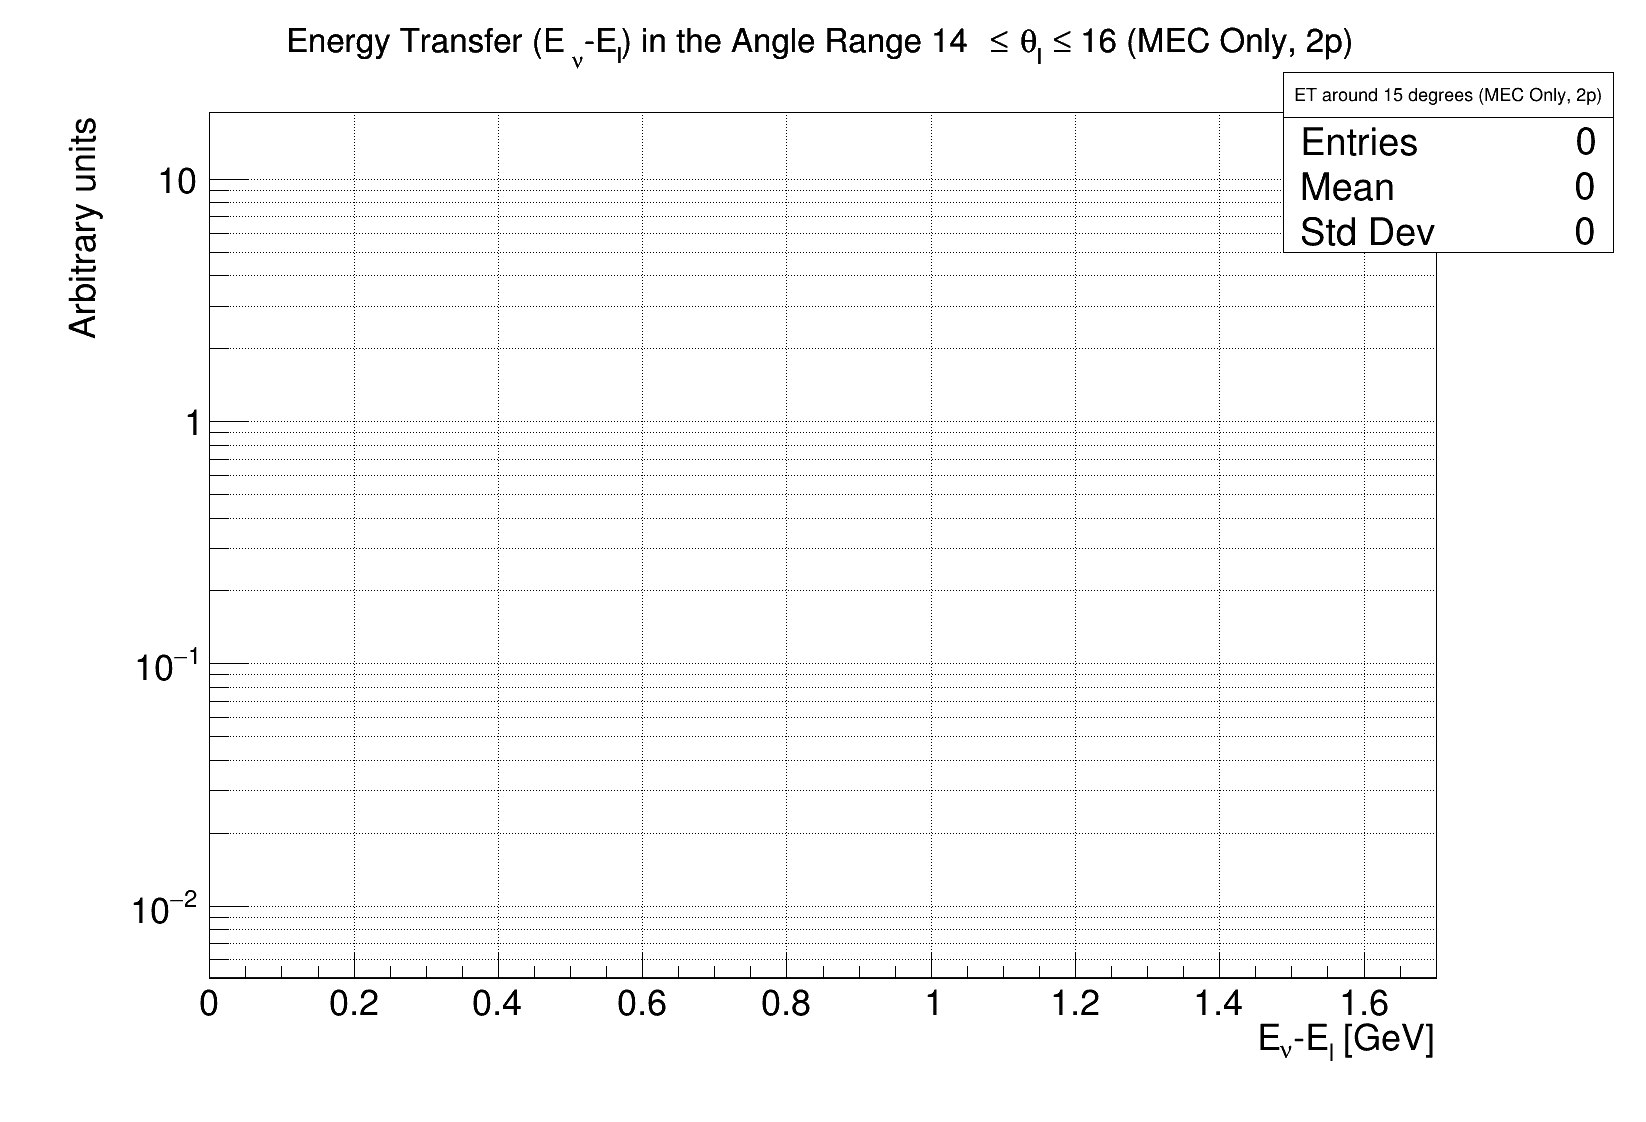 Energy Transfer (Eν-El) in the Angle Range 14 ≤ θl ≤ 16 (MEC Only, 2p)
ET around 15 degrees (MEC Only, 2p)
Entries 0
Mean 0
Std Dev 0
Arbitrary units
10
1
10−1
10−2
0 0.2 0.4 0.6 0.8 1 1.2 1.4 1.6
Eν-El [GeV]